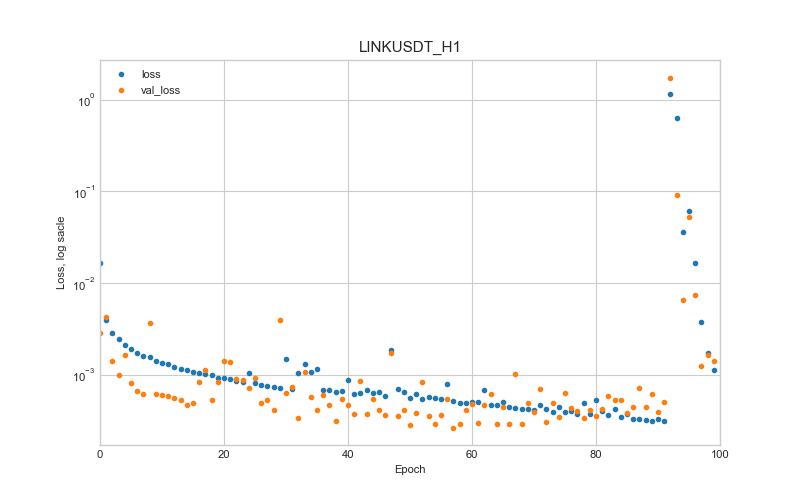 LINKUSDT_H1
loss
val_loss
10⁰
10⁻¹
10⁻²
10⁻³
Loss, log sacle
0 20 40 60 80 100
Epoch